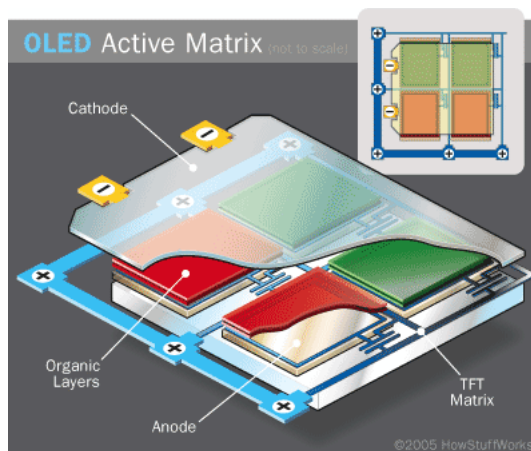 OLED Active Matrix (not to scale)
Cathode
Organic
Layers
Anode
TFT
Matrix
©2005 HowStuffWorks